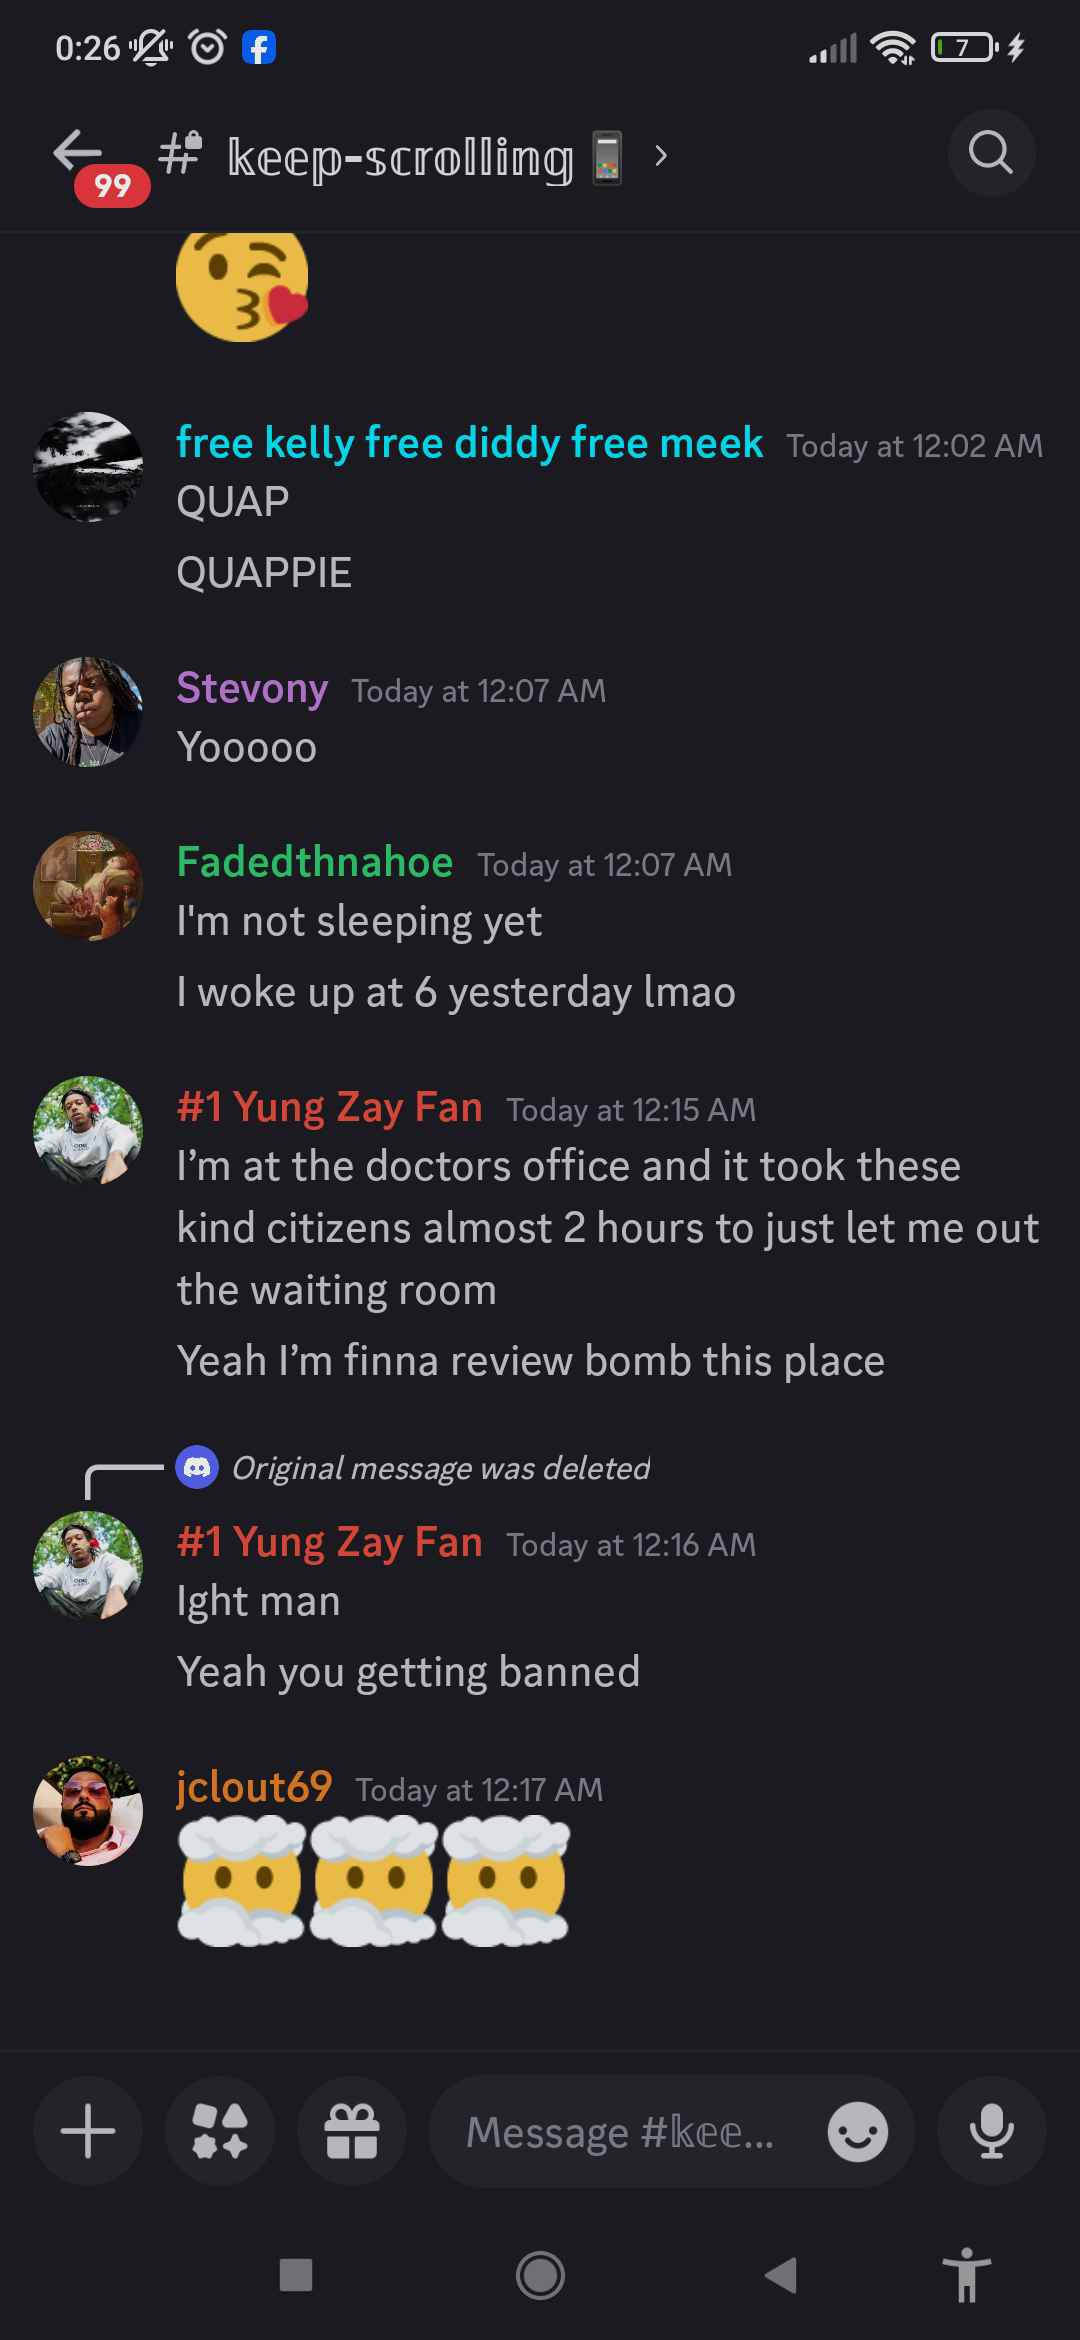 0:26
7
99
# 𝕜𝕖𝕖𝕡-𝕤𝕔𝕣𝕠𝕝𝕝𝕚𝕟𝕘
free kelly free diddy free meek Today at 12:02 AM
QUAP
QUAPPIE
Stevony Today at 12:07 AM
Yooooo
Fadedthnahoe Today at 12:07 AM
I'm not sleeping yet
I woke up at 6 yesterday lmao
#1 Yung Zay Fan Today at 12:15 AM
I’m at the doctors office and it took these
kind citizens almost 2 hours to just let me out
the waiting room
Yeah I’m finna review bomb this place
Original message was deleted
#1 Yung Zay Fan Today at 12:16 AM
Ight man
Yeah you getting banned
jclout69 Today at 12:17 AM
Message #𝕜𝕖𝕖...